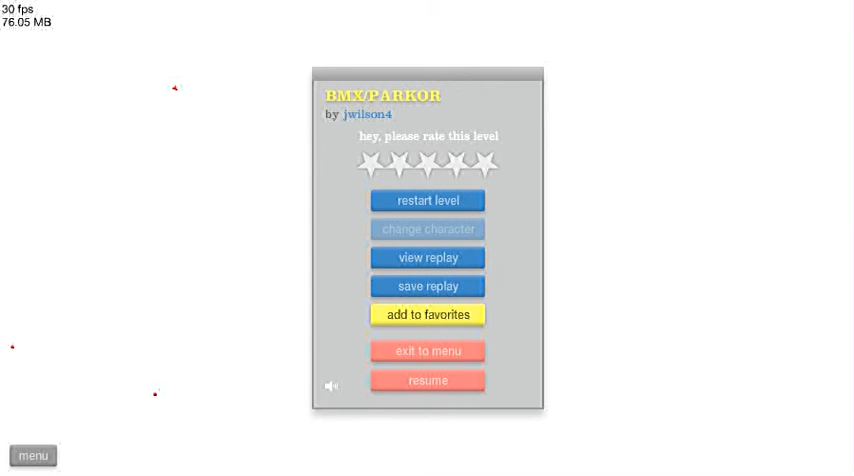 30 fps
76.05 MB
BMX/PARKOR
by jwilson4
hey, please rate this level
restart level
change character
view replay
save replay
add to favorites
exit to menu
resume
menu